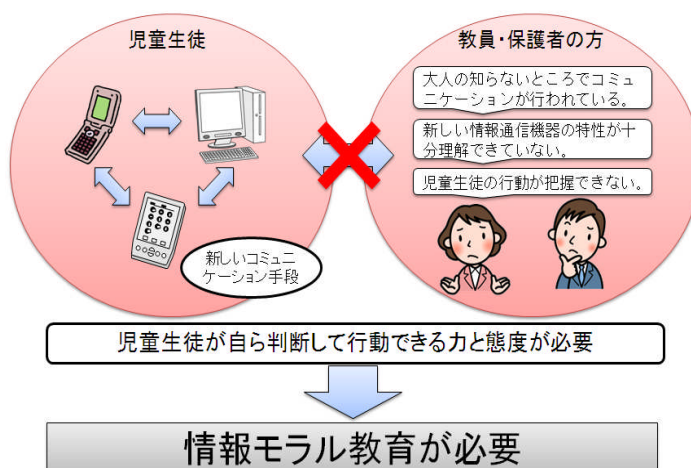 児童生徒
新しいコミュニ
ケーション手段
教員・保護者の方
大人の知らないところでコミュ
ニケーションが行われている。
新しい情報通信機器の特性が十
分理解できていない。
児童生徒の行動が把握できない。
児童生徒が自ら判断して行動できる力と態度が必要
情報モラル教育が必要